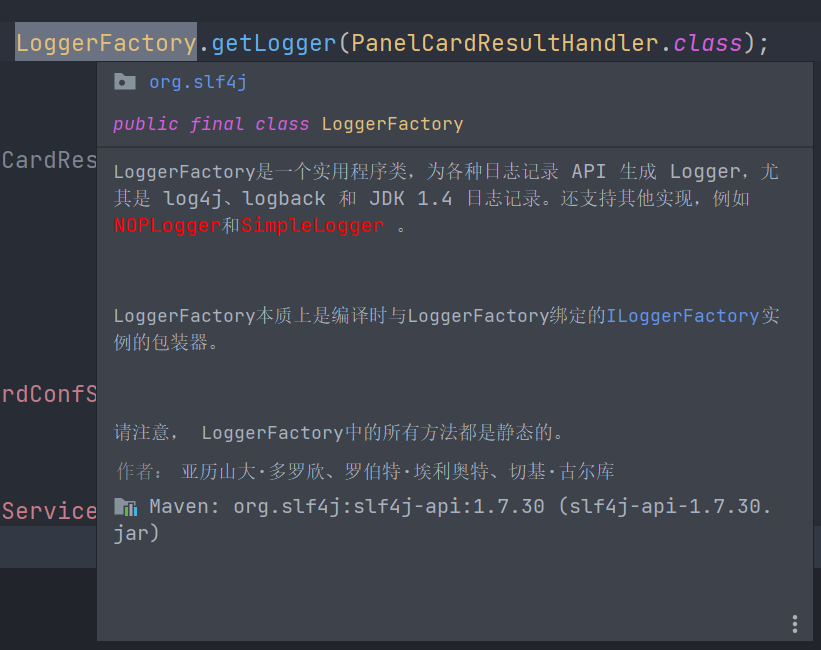 LoggerFactory.getLogger(PanelCardResultHandler.class);
org.slf4j
public final class LoggerFactory
CardRes
LoggerFactory是一个实用程序类，为各种日志记录 API 生成 Logger，尤
其是 log4j、logback 和 JDK 1.4 日志记录。还支持其他实现，例如
NOPLogger和SimpleLogger 。
LoggerFactory本质上是编译时与LoggerFactory绑定的ILoggerFactory实
例的包装器。
rdConfS
请注意， LoggerFactory中的所有方法都是静态的。
作者： 亚历山大·多罗欣、罗伯特·埃利奥特、切基·古尔库
Service
Maven: org.slf4j:slf4j-api:1.7.30 (slf4j-api-1.7.30.
jar)